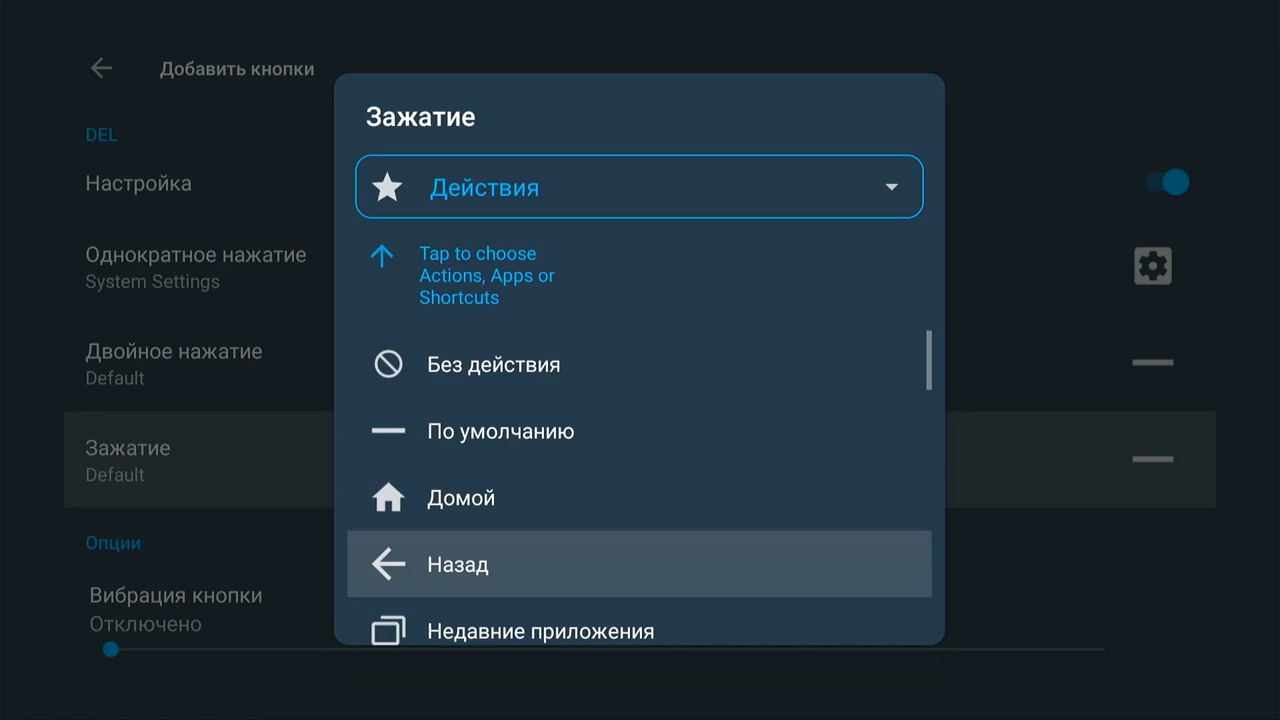 Добавить кнопки
DEL
Настройка
Однократное нажатие
System Settings
Двойное нажатие
Default
Зажатие
Default
Опции
Вибрация кнопки
Отключено
Зажатие
Действия
Tap to choose
Actions, Apps or
Shortcuts
Без действия
По умолчанию
Домой
Назад
Недавние приложения